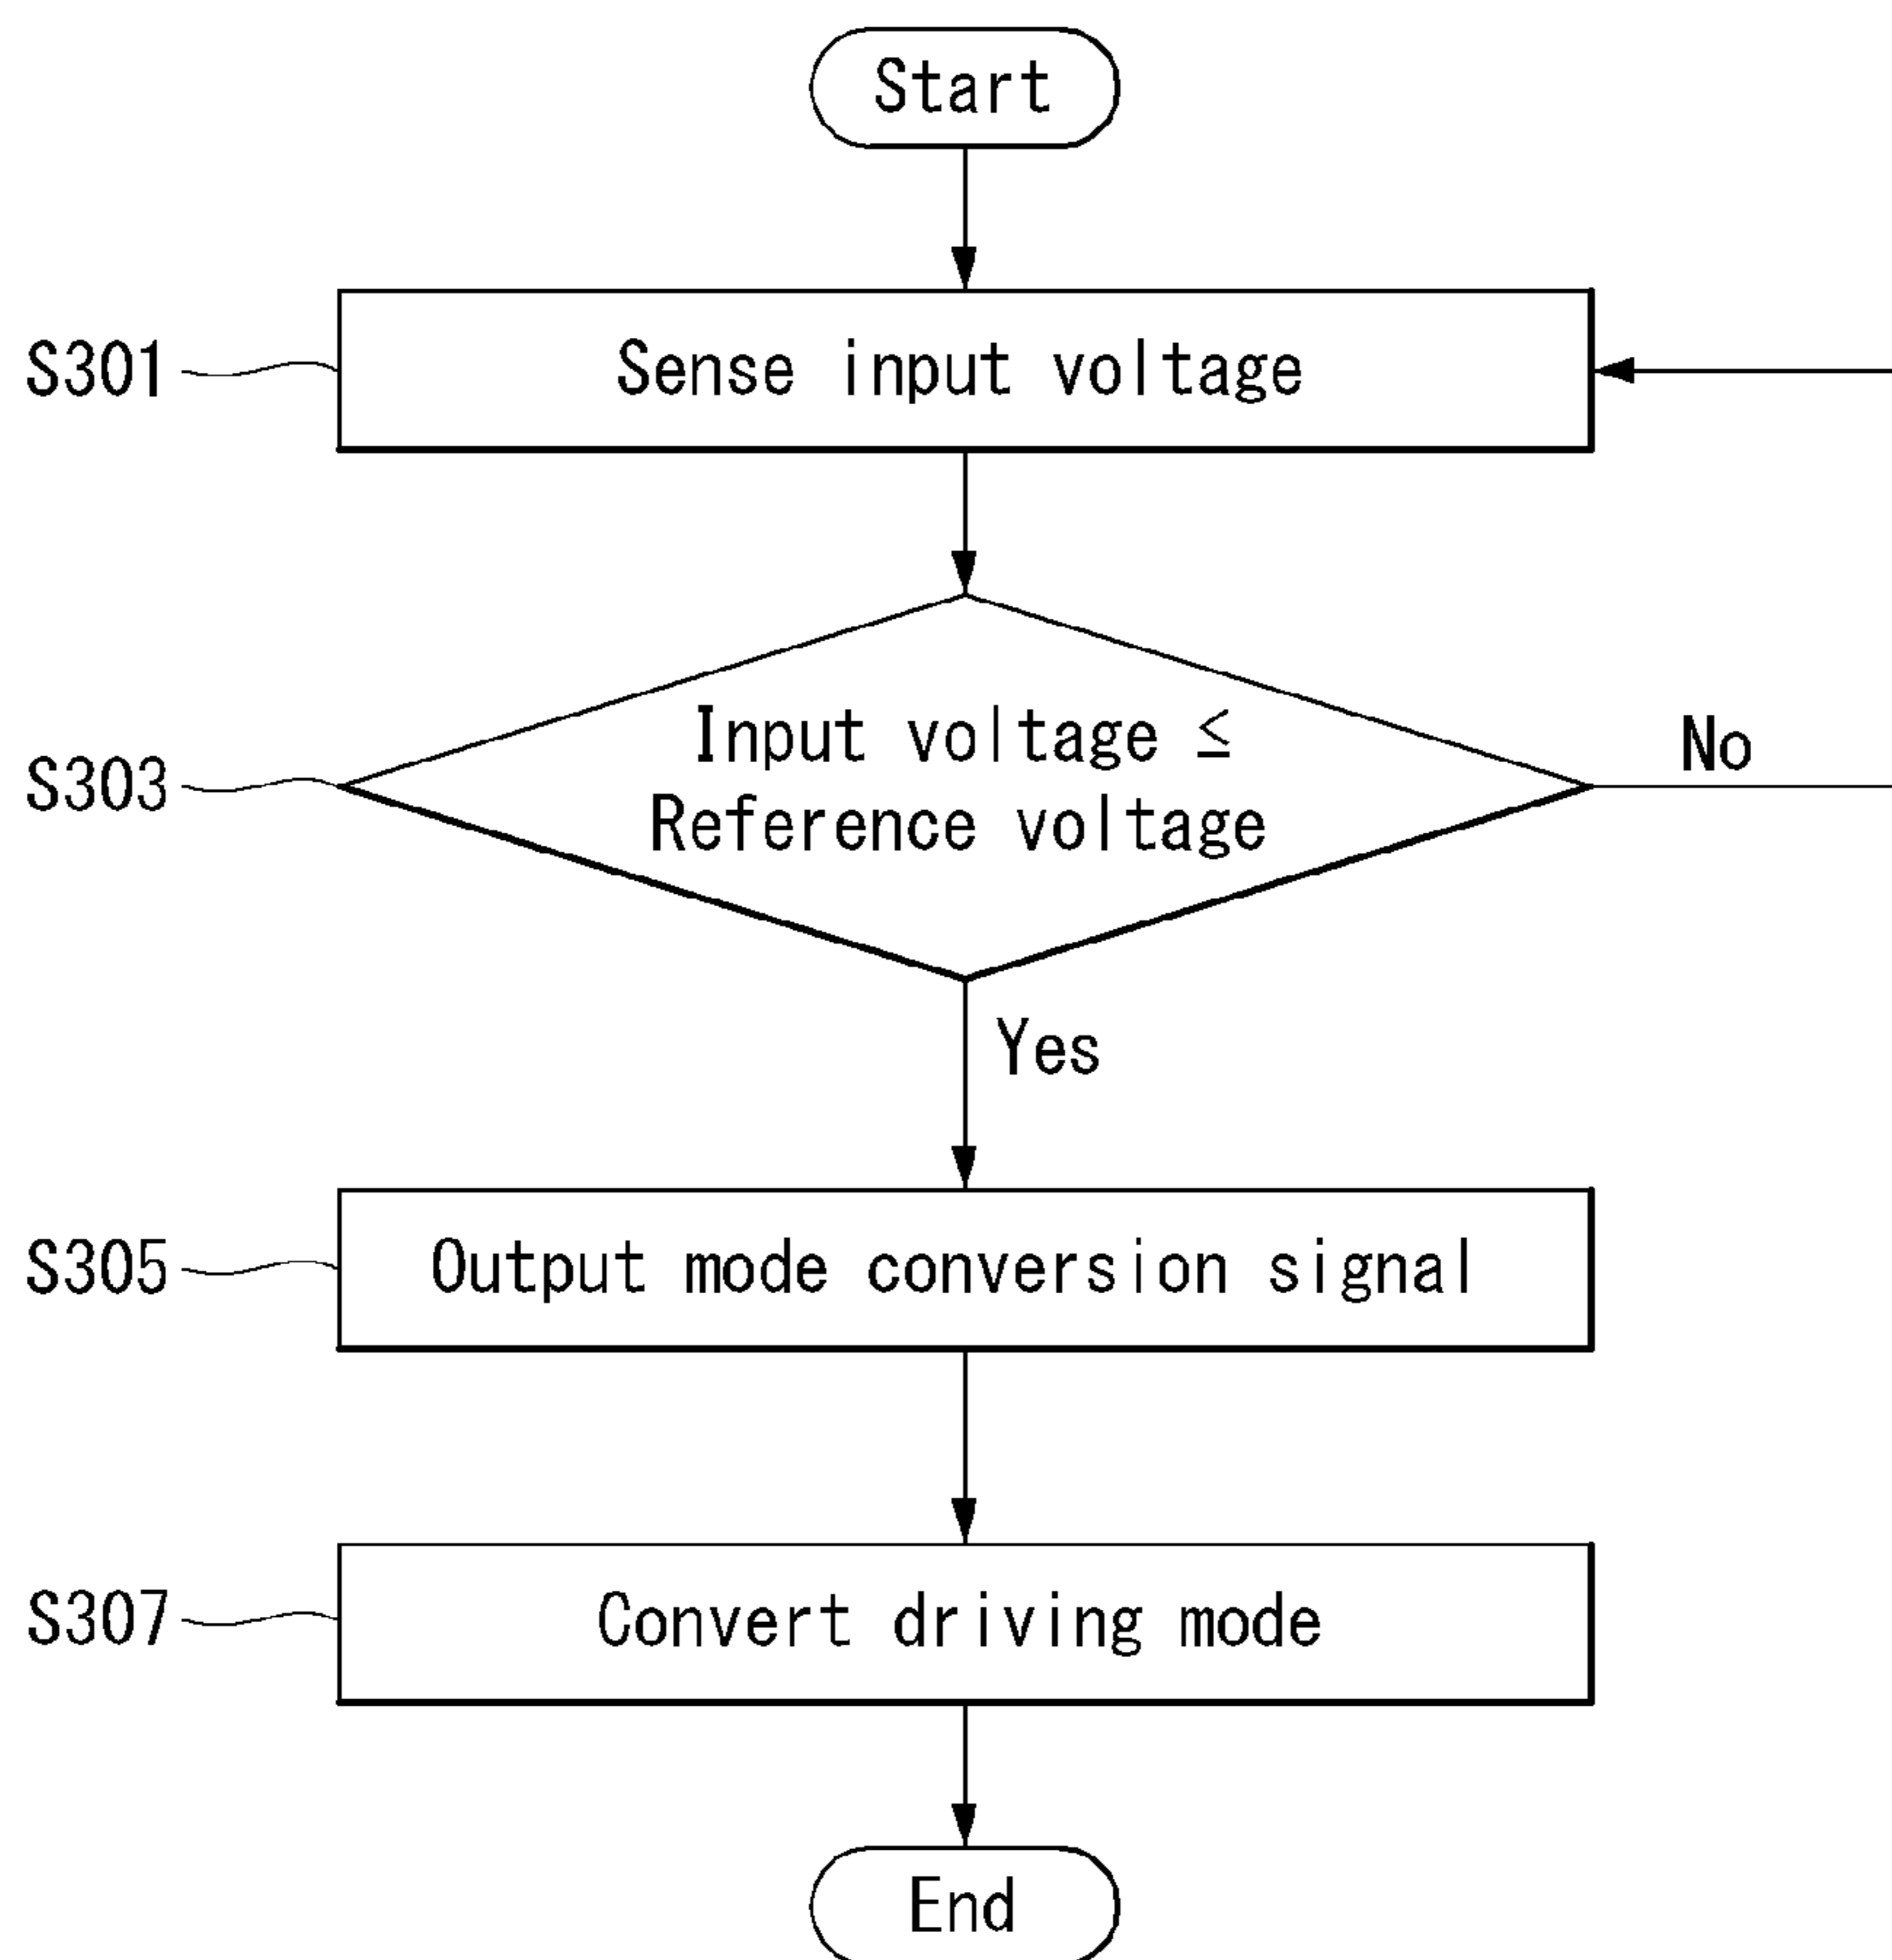 Start
S301
Sense input voltage
S303
Input voltage ≦
Reference voltage
No
Yes
S305
Output mode conversion signal
S307
Convert driving mode
End